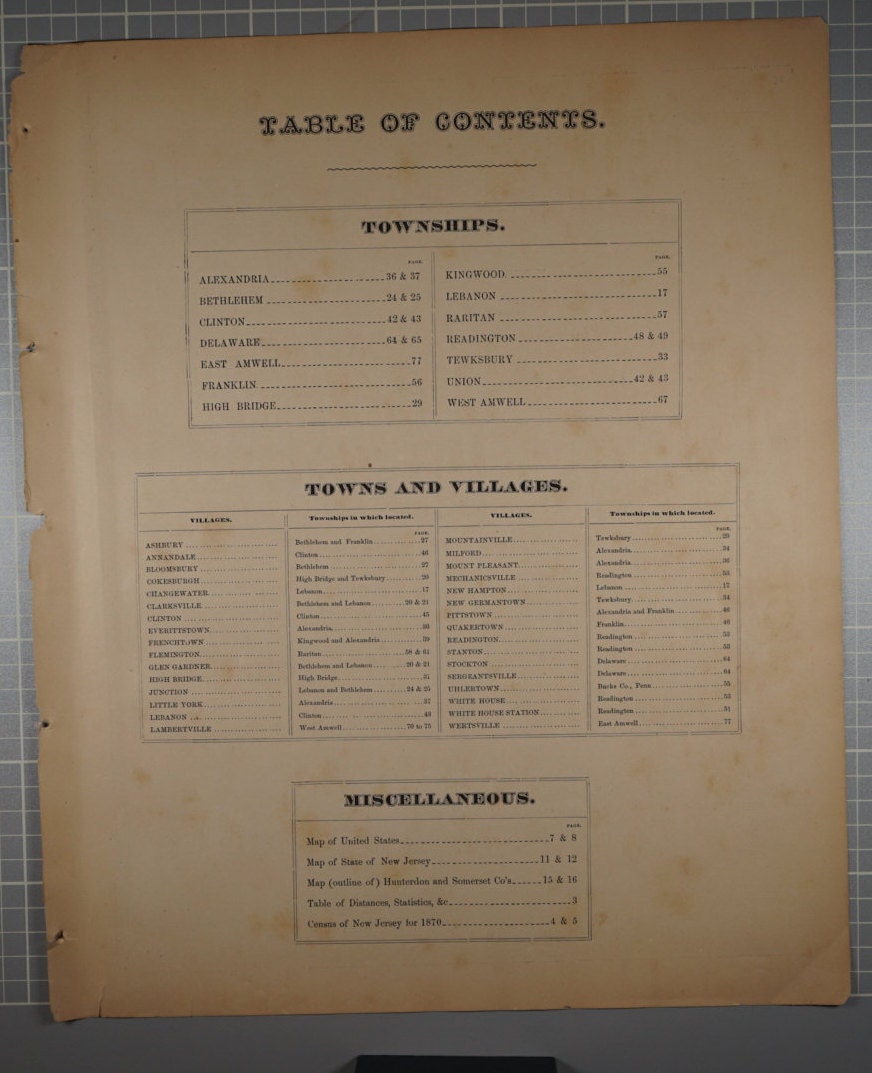 TABLE OF CONTENTS.
TOWNSHIPS.
PAGE.
ALEXANDRIA 36 & 37
BETHLEHEM 24 & 25
CLINTON 42 & 43
DELAWARE 64 & 65
EAST AMWELL 77
FRANKLIN 56
HIGH BRIDGE 29
PAGE.
KINGWOOD 55
LEBANON 17
RARITAN 57
READINGTON 48 & 49
TEWKSBURY 33
UNION 42 & 43
WEST AMWELL 67
TOWNS AND VILLAGES.
VILLAGES. Townships in which located.
PAGE.
ASHBURY Bethlehem and Franklin 27
ANNANDALE Clinton 46
BLOOMSBURY Bethlehem 27
COKESBURGH High Bridge and Tewksbury 20
CHANGEWATER Lebanon 17
CLARKSVILLE Bethlehem and Lebanon 20 & 21
CLINTON Clinton 45
EVERITTSTOWN Alexandria 36
FRENCHTOWN Kingwood and Alexandria 39
FLEMINGTON Raritan 58 & 61
GLEN GARDNER Bethlehem and Lebanon 20 & 21
HIGH BRIDGE High Bridge 31
JUNCTION Lebanon and Bethlehem 24 & 25
LITTLE YORK Alexandria 37
LEBANON Clinton 46
LAMBERTVILLE West Amwell 70 to 75
VILLAGES. Townships in which located.
PAGE.
MOUNTAINVILLE Tewksbury 29
MILFORD Alexandria 34
MOUNT PLEASANT Alexandria 36
MECHANICSVILLE Readington 53
NEW HAMPTON Lebanon 17
NEW GERMANTOWN Tewksbury 34
PITTSTOWN Alexandria and Franklin 46
QUAKERTOWN Franklin 46
READINGTON Readington 52
STANTON Readington 53
STOCKTON Delaware 64
SERGEANTSVILLE Delaware 64
UHLERTOWN Bucks Co., Penn 55
WHITE HOUSE Readington 53
WHITE HOUSE STATION Readington 51
WERTSVILLE East Amwell 77
MISCELLANEOUS.
PAGE.
Map of United States 7 & 8
Map of State of New Jersey 11 & 12
Map (outline of) Hunterdon and Somerset Co's 15 & 16
Table of Distances, Statistics, &c 3
Census of New Jersey for 1870 4 & 5